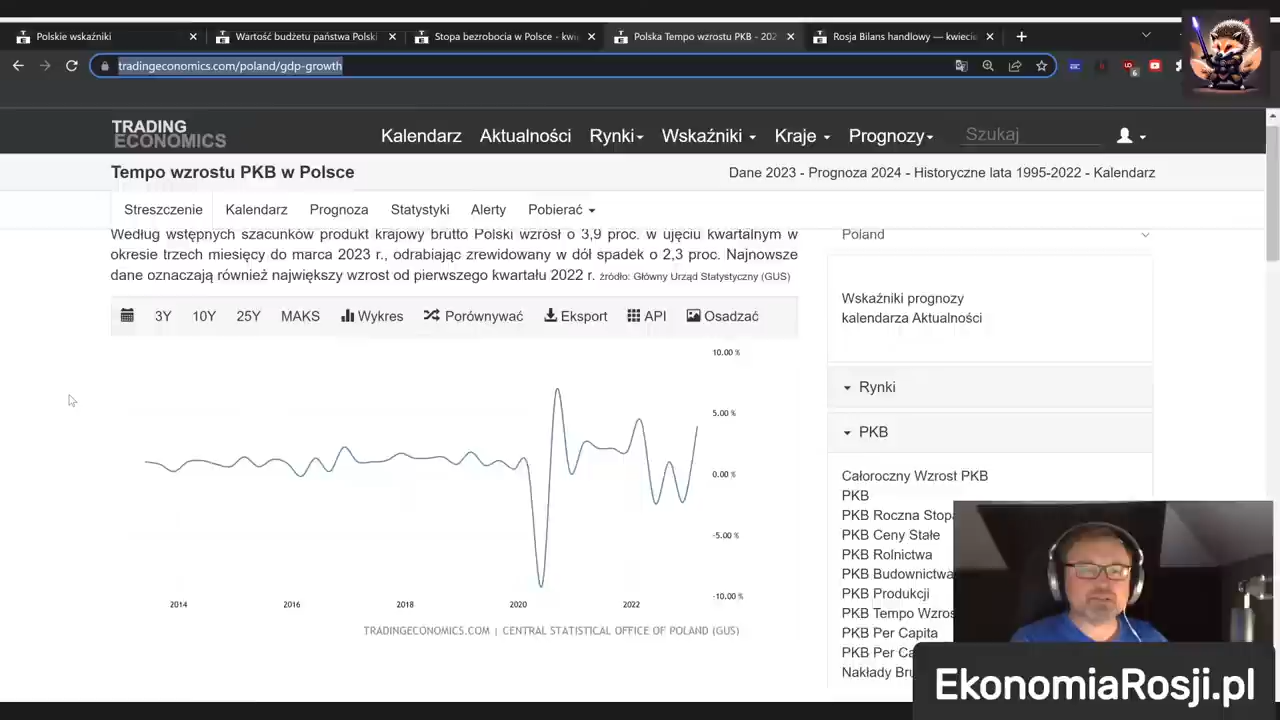 Polskie wskaźniki
Wartość budżetu państwa Polski
Stopa bezrobocia w Polsce - kwi
Polska Tempo wzrostu PKB - 202
Rosja Bilans handlowy — kwiecie
tradingeconomics.com/poland/gdp-growth
TRADING
ECONOMICS
Kalendarz Aktualności Rynki Wskaźniki Kraje Prognozy Szukaj
Tempo wzrostu PKB w Polsce
Dane 2023 - Prognoza 2024 - Historyczne lata 1995-2022 - Kalendarz
Streszczenie Kalendarz Prognoza Statystyki Alerty Pobierać
Według wstępnych szacunków produkt krajowy brutto Polski wzrósł o 3,9 proc. w ujęciu kwartalnym w
okresie trzech miesięcy do marca 2023 r., odrabiając zrewidowany w dół spadek o 2,3 proc. Najnowsze
dane oznaczają również największy wzrost od pierwszego kwartału 2022 r. źródło: Główny Urząd Statystyczny (GUS)
3Y 10Y 25Y MAKS Wykres Porównywać Eksport API Osadzać
10.00 %
5.00 %
0.00 %
-5.00 %
-10.00 %
2014 2016 2018 2020 2022
TRADINGECONOMICS.COM | CENTRAL STATISTICAL OFFICE OF POLAND (GUS)
Poland
Wskaźniki prognozy
kalendarza Aktualności
Rynki
PKB
Całoroczny Wzrost PKB
PKB
PKB Roczna Stopa
PKB Ceny Stałe
PKB Rolnictwa
PKB Budownictwa
PKB Produkcji
PKB Tempo Wzros
PKB Per Capita
PKB Per Ca
Nakłady Bru
EkonomiaRosji.pl